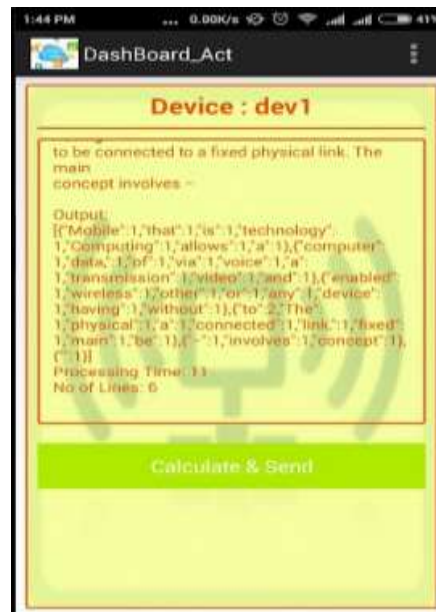 1:44 PM ... 0.00K/s 41%
DashBoard_Act
Device : dev1
to be connected to a fixed physical link. The
main
concept involves –
Output:
[{"Mobile":1,"that":1,"is":1,"technology":
1,"Computing":1,"allows":1,"a":1},{"computer":
1,"data,":1,"of":1,"via":1,"voice":1,"a":
1,"transmission":1,"video":1,"and":1},{"enabled":
1,"wireless":1,"other":1,"or":1,"any":1,"device":
1,"having":1,"without":1},{"to":2,"The":
1,"physical":1,"a":1,"connected":1,"link.":1,"fixed":
1,"main":1,"be":1},{"–":1,"involves":1,"concept":1},
{"":1}]
Processing Time: 11
No of Lines: 6
Calculate & Send